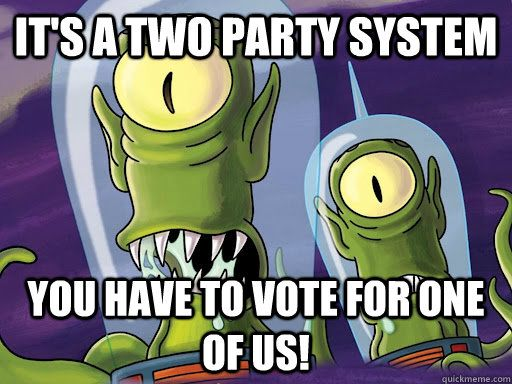 IT'S A TWO PARTY SYSTEM
YOU HAVE TO VOTE FOR ONE
OF US!
quickmeme.com